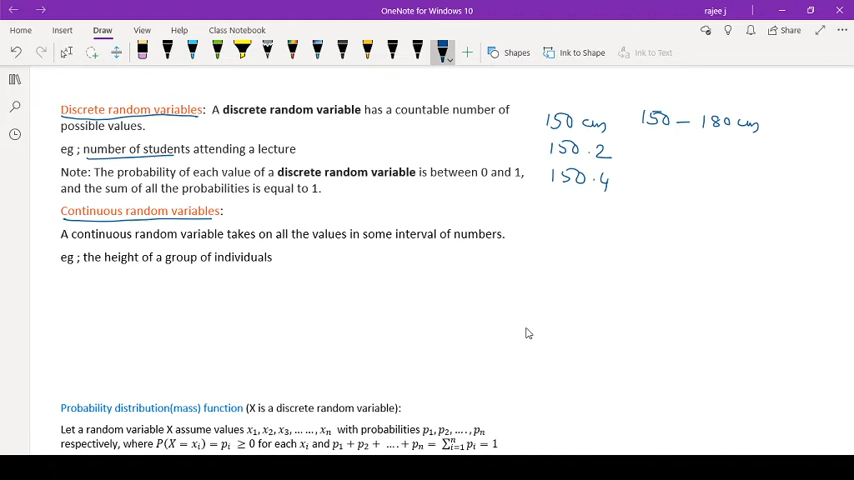 OneNote for Windows 10
rajee j
Home Insert Draw View Help Class Notebook
Share
Shapes Ink to Shape Ink to Text
Discrete random variables: A discrete random variable has a countable number of
possible values.
eg ; number of students attending a lecture
Note: The probability of each value of a discrete random variable is between 0 and 1,
and the sum of all the probabilities is equal to 1.
Continuous random variables:
A continuous random variable takes on all the values in some interval of numbers.
eg ; the height of a group of individuals
150 cm 150 - 180 cm
150.2
150.4
Probability distribution(mass) function (X is a discrete random variable):
Let a random variable X assume values x₁, x₂, x₃, ... ..., xₙ with probabilities p₁, p₂, ...., pₙ
respectively, where P(X = xᵢ) = pᵢ ≥ 0 for each xᵢ and p₁ + p₂ + .... + pₙ = ∑ⁿᵢ₌₁ pᵢ = 1